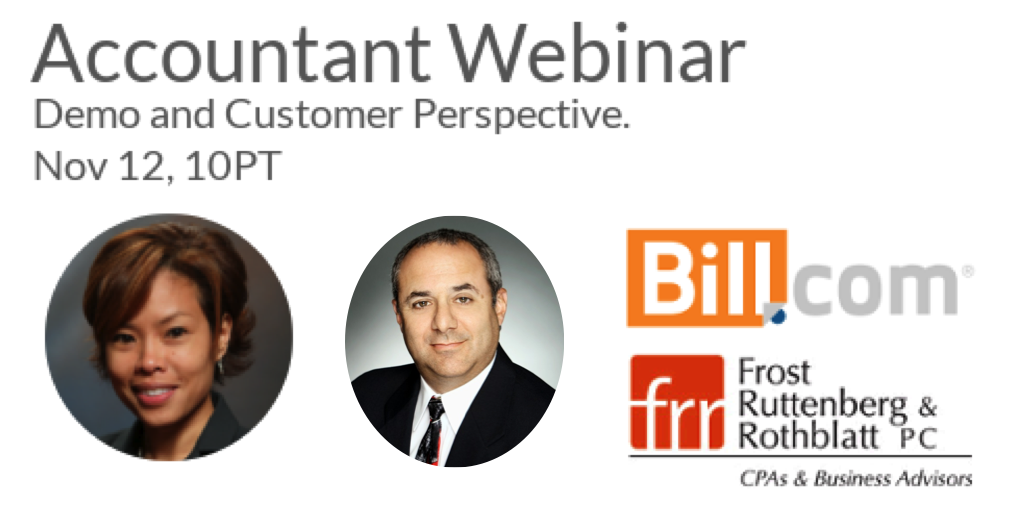 Accountant Webinar
Demo and Customer Perspective.
Nov 12, 10PT
Bill.com®
frr
Frost
Ruttenberg &
Rothblatt PC
CPAs & Business Advisors